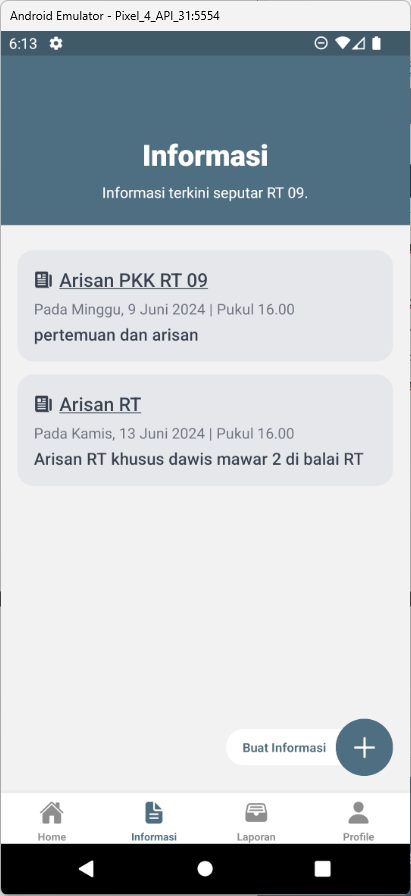 Android Emulator - Pixel_4_API_31:5554
6:13
Informasi
Informasi terkini seputar RT 09.
Arisan PKK RT 09
Pada Minggu, 9 Juni 2024 | Pukul 16.00
pertemuan dan arisan
Arisan RT
Pada Kamis, 13 Juni 2024 | Pukul 16.00
Arisan RT khusus dawis mawar 2 di balai RT
Buat Informasi
Home
Informasi
Laporan
Profile